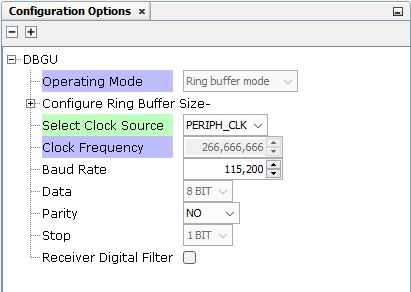 Configuration Options ×
DBGU
Operating Mode Ring buffer mode
Configure Ring Buffer Size-
Select Clock Source PERIPH_CLK
Clock Frequency 266,666,666
Baud Rate 115,200
Data 8 BIT
Parity NO
Stop 1 BIT
Receiver Digital Filter